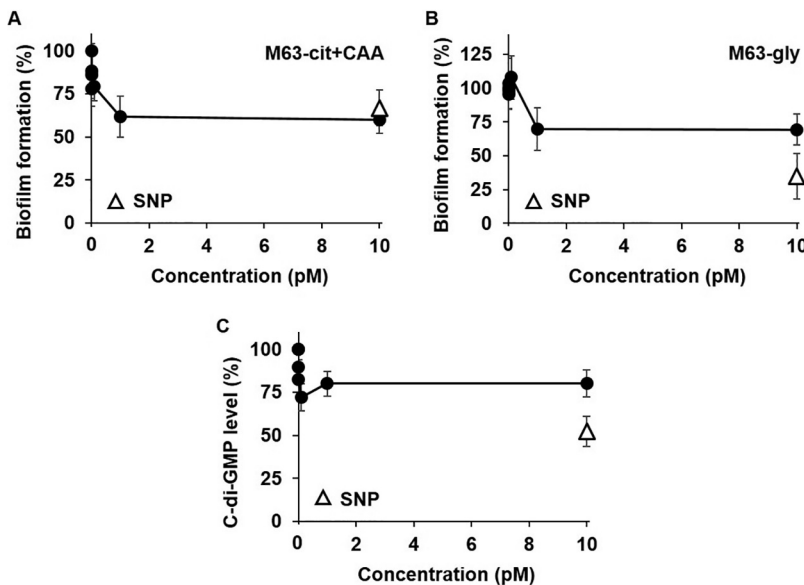 A
M63-cit+CAA
Biofilm formation (%)
100
75
50
25
0
SNP
0 2 4 6 8 10
Concentration (pM)
B
M63-gly
Biofilm formation (%)
125
100
75
50
25
0
SNP
0 2 4 6 8 10
Concentration (pM)
C
C-di-GMP level (%)
100
75
50
25
0
SNP
0 2 4 6 8 10
Concentration (pM)